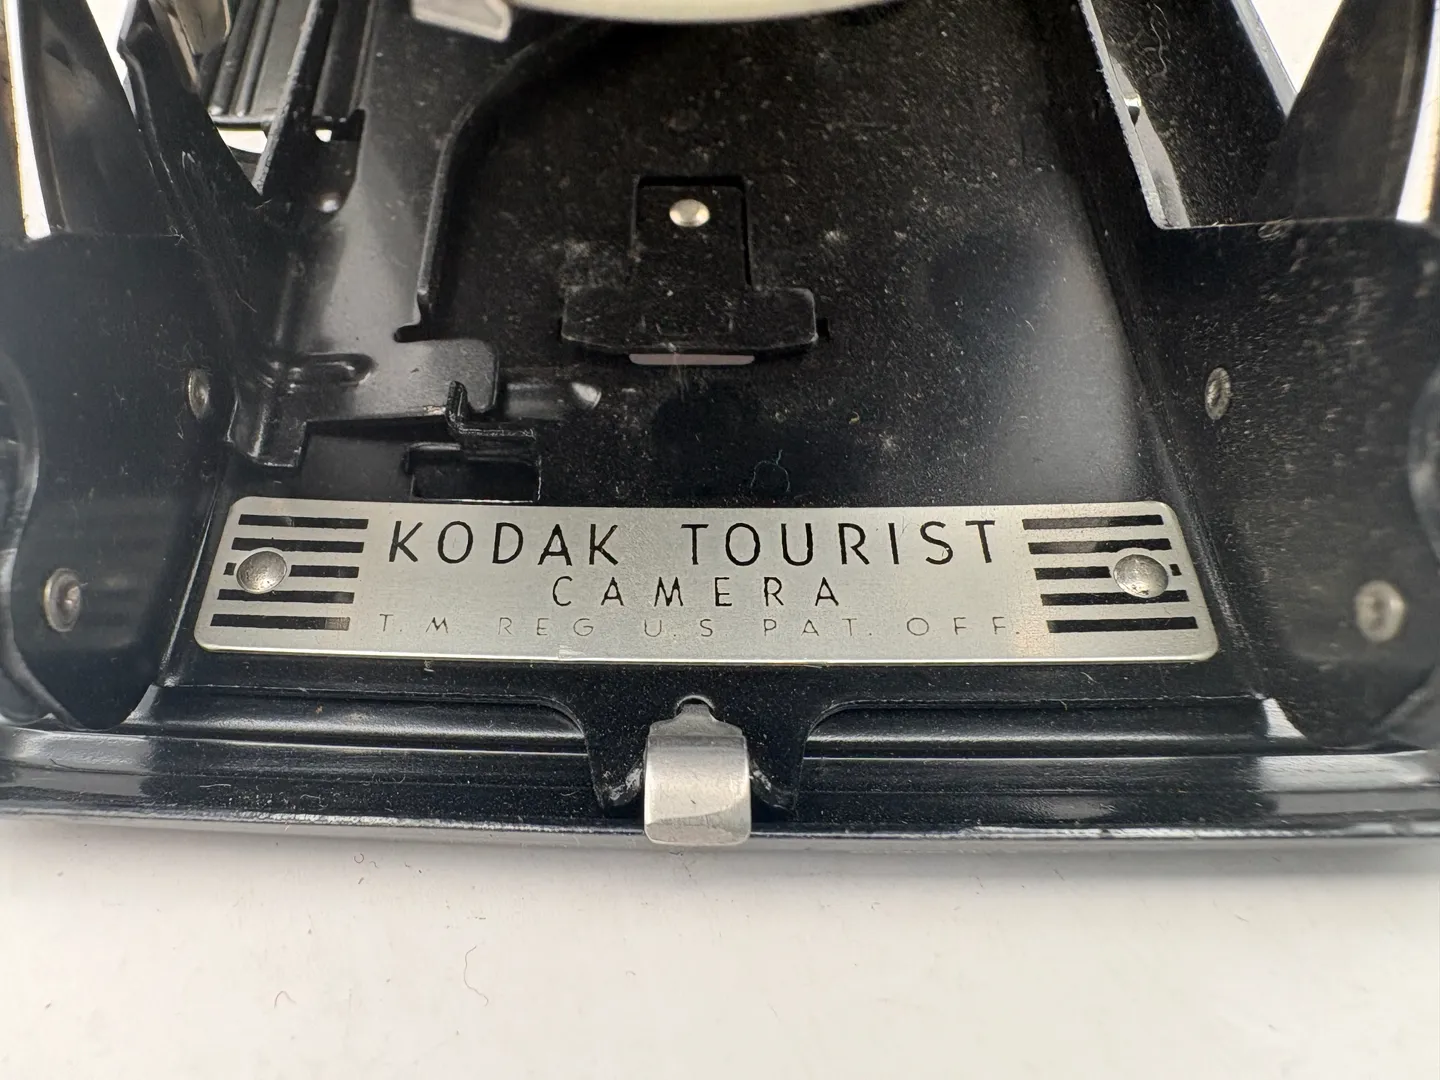 KODAK TOURIST
CAMERA
T. M. REG. U.S. PAT. OFF.